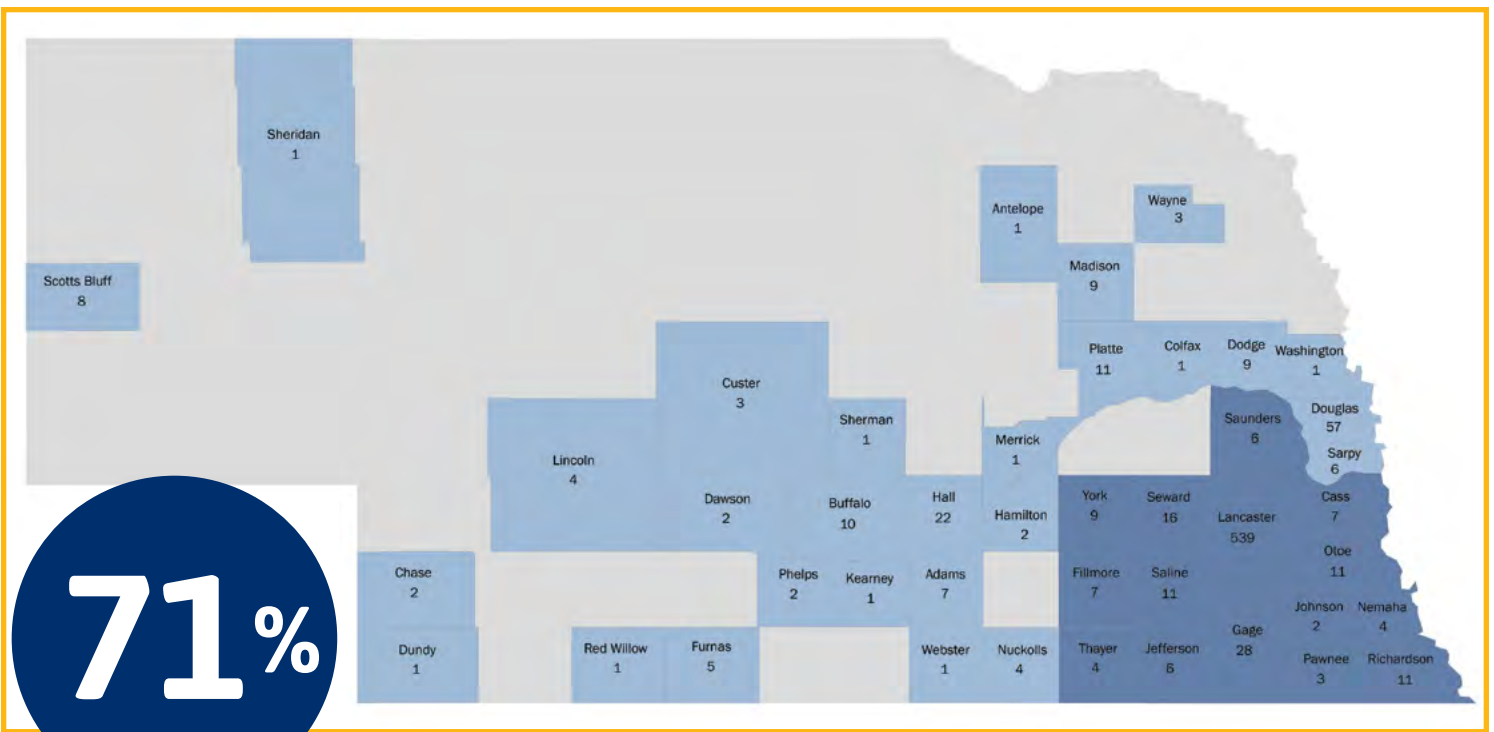 Sheridan
1
Antelope
1
Wayne
3
Scotts Bluff
8
Madison
9
Platte
11
Colfax
1
Dodge
9
Washington
1
Custer
3
Sherman
1
Merrick
1
Saunders
6
Douglas
57
Sarpy
6
Lincoln
4
Dawson
2
Buffalo
10
Hall
22
Hamilton
2
York
9
Seward
16
Lancaster
539
Cass
7
Otoe
11
Chase
2
Phelps
2
Kearney
1
Adams
7
Fillmore
7
Saline
11
Johnson
2
Nemaha
4
Dundy
1
Red Willow
1
Furnas
5
Webster
1
Nuckolls
4
Thayer
4
Jefferson
6
Gage
28
Pawnee
3
Richardson
11
71%